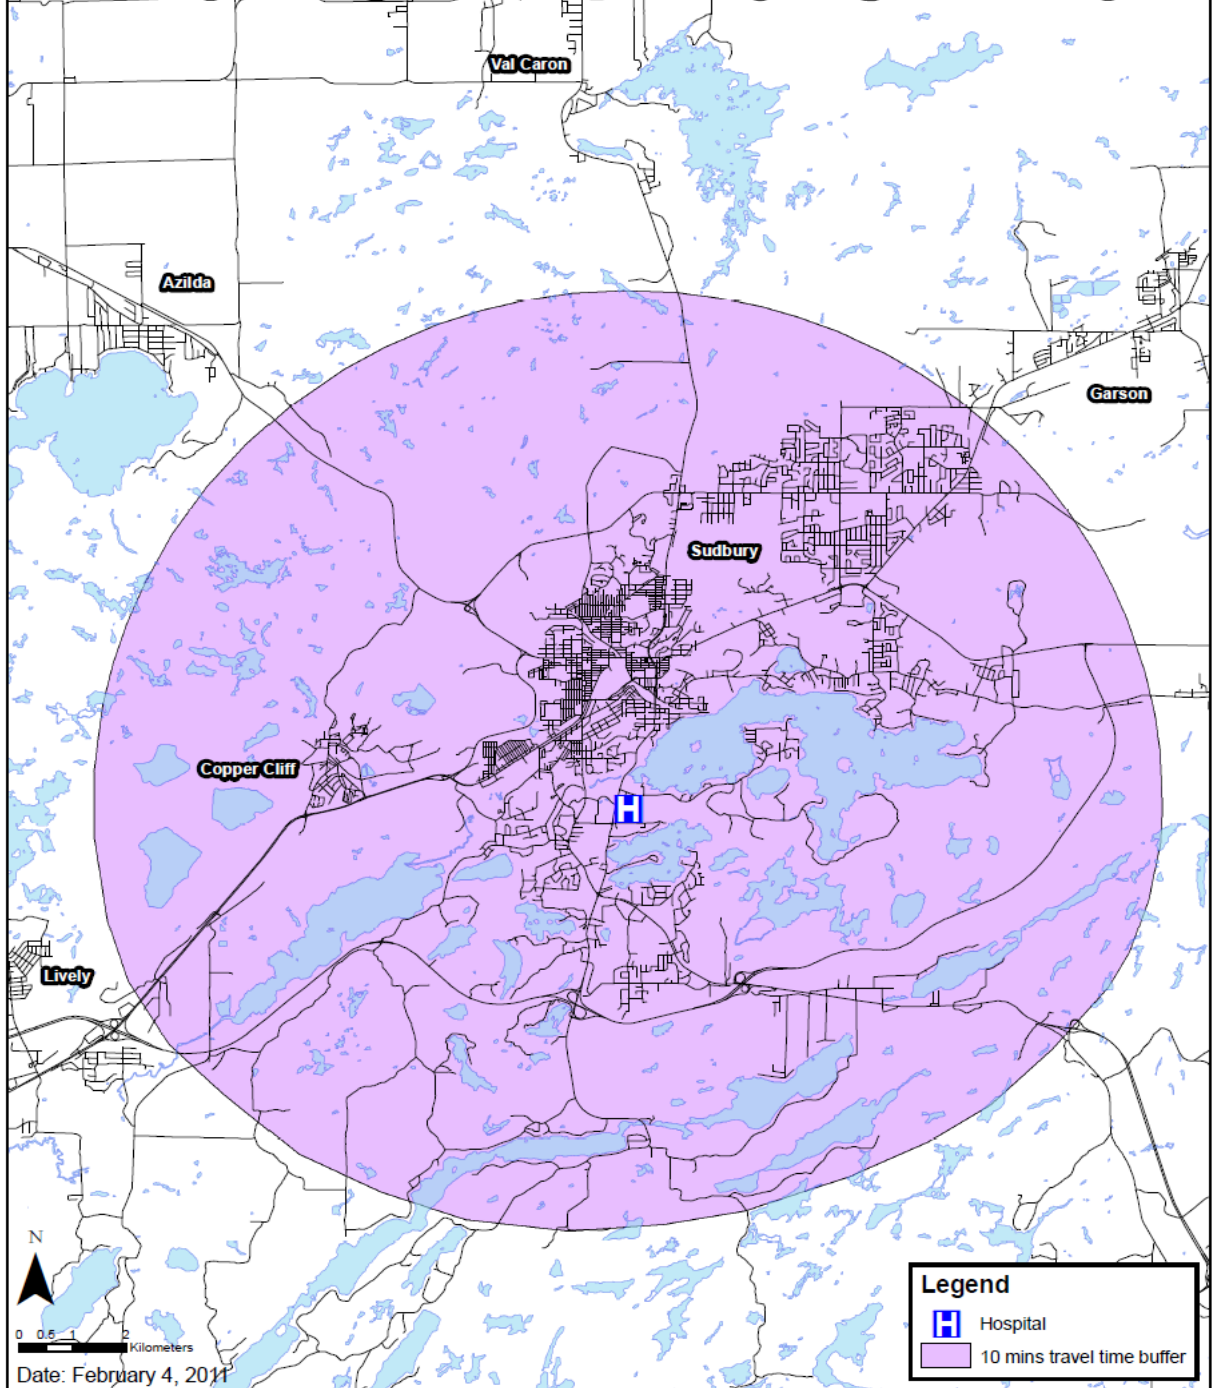 Val Caron
Azilda
Garson
Sudbury
Copper Cliff
Lively
N
0 0.5 1 2
Kilometers
Date: February 4, 2011
Legend
H
H Hospital
10 mins travel time buffer